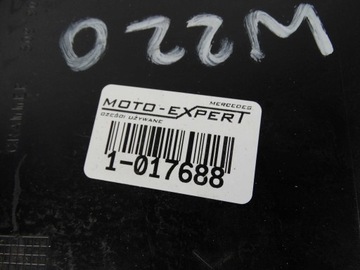 W220
MOTO-EXPERT
MERCEDES
CZĘŚCI UŻYWANE
1-017688